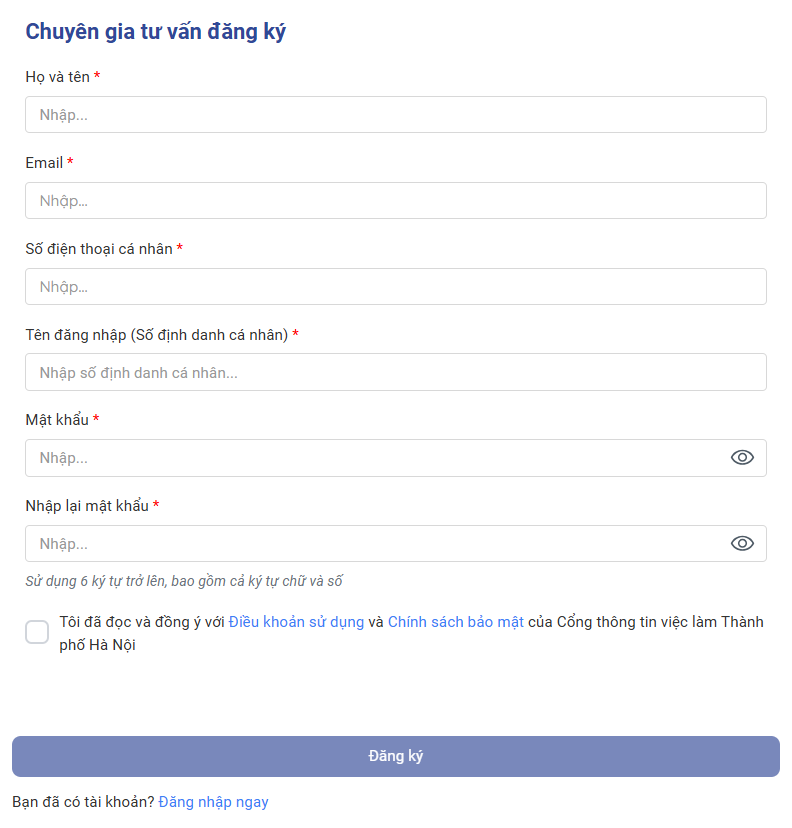 Chuyên gia tư vấn đăng ký
Họ và tên *
Nhập...
Email *
Nhập...
Số điện thoại cá nhân *
Nhập...
Tên đăng nhập (Số định danh cá nhân) *
Nhập số định danh cá nhân...
Mật khẩu *
Nhập...
Nhập lại mật khẩu *
Nhập...
Sử dụng 6 ký tự trở lên, bao gồm cả ký tự chữ và số
Tôi đã đọc và đồng ý với Điều khoản sử dụng và Chính sách bảo mật của Cổng thông tin việc làm Thành
phố Hà Nội
Đăng ký
Bạn đã có tài khoản? Đăng nhập ngay